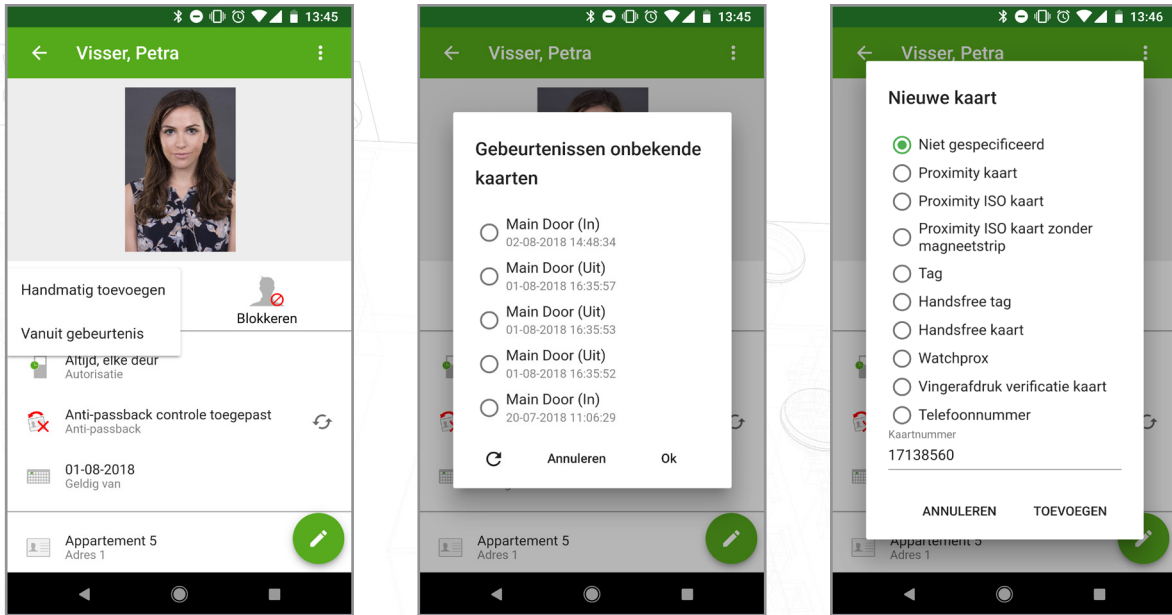 13:45
Visser, Petra
Handmatig toevoegen
Vanuit gebeurtenis
Blokkeren
Altijd, elke deur
Autorisatie
Anti-passback controle toegepast
Anti-passback
01-08-2018
Geldig van
Appartement 5
Adres 1
13:45
Visser, Petra
Gebeurtenissen onbekende
kaarten
Main Door (In)
02-08-2018 14:48:34
Main Door (Uit)
01-08-2018 16:35:57
Main Door (Uit)
01-08-2018 16:35:53
Main Door (Uit)
01-08-2018 16:35:52
Main Door (In)
20-07-2018 11:06:29
Annuleren Ok
Appartement 5
Adres 1
13:46
Visser, Petra
Nieuwe kaart
Niet gespecificeerd
Proximity kaart
Proximity ISO kaart
Proximity ISO kaart zonder
magneetstrip
Tag
Handsfree tag
Handsfree kaart
Watchprox
Vingerafdruk verificatie kaart
Telefoonnummer
Kaartnummer
17138560
ANNULEREN TOEVOEGEN
Appartement 5
Adres 1